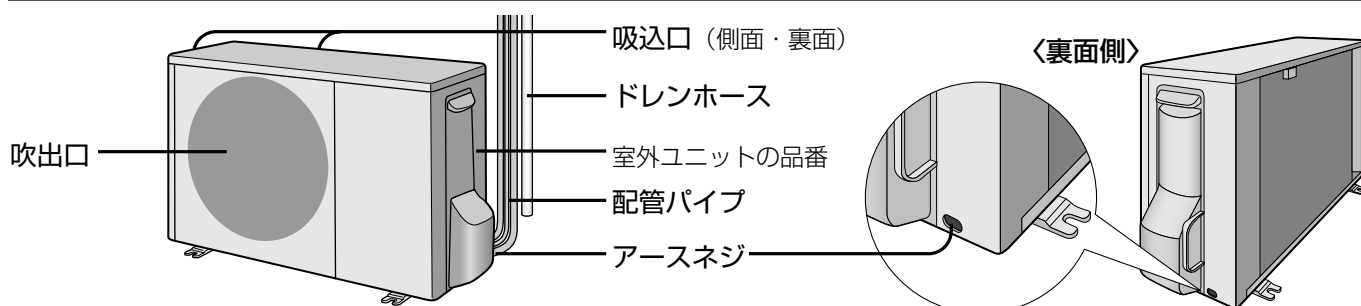 吸込口（側面・裏面）
〈裏面側〉
ドレンホース
吹出口
室外ユニットの品番
配管パイプ
アースネジ